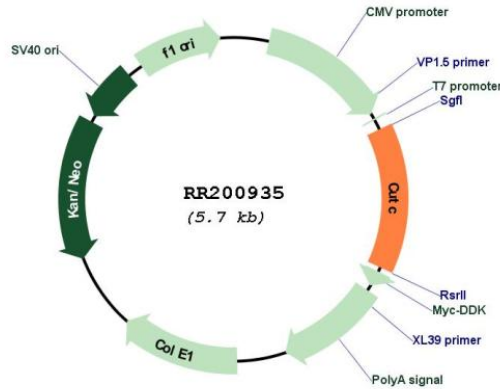 CMV promoter
VP1.5 primer
T7 promoter
SgfI
Cutc
RsrII
Myc-DDK
XL39 primer
PolyA signal
Col E1
Kan/Neo
SV40 ori
f1 ori
RR200935
(5.7 kb)